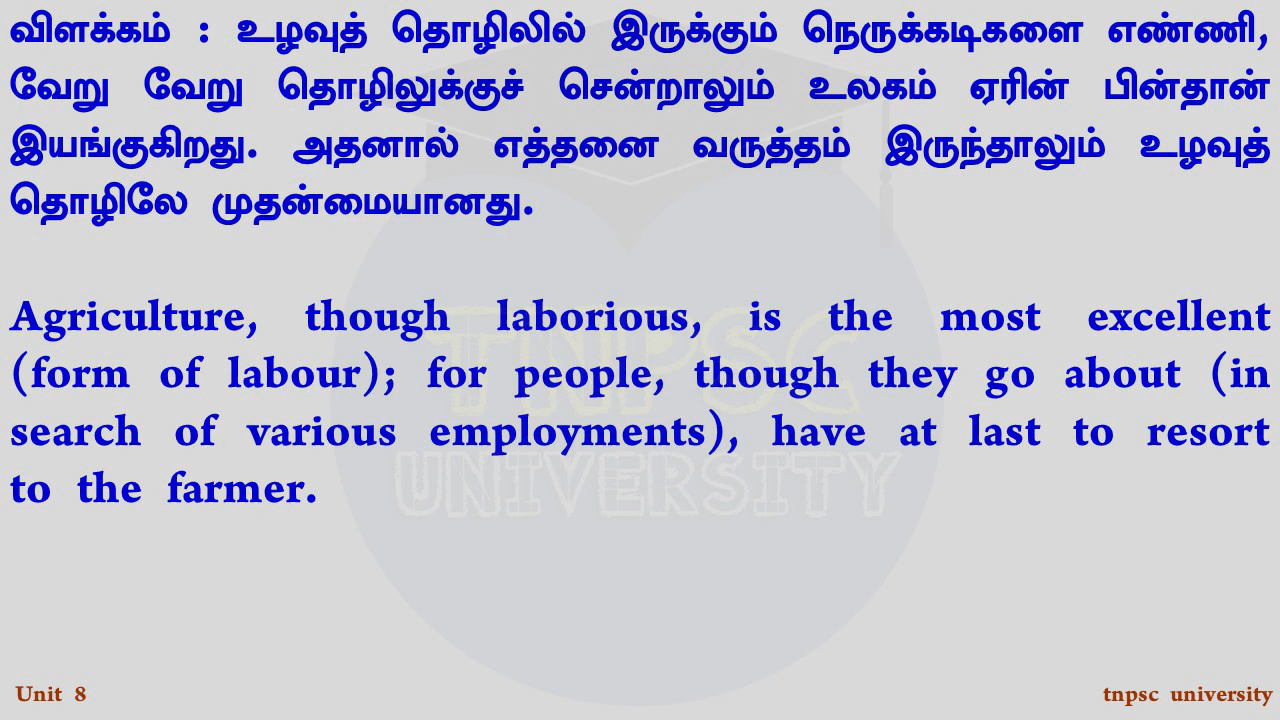 விளக்கம் : உழவுத் தொழிலில் இருக்கும் நெருக்கடிகளை எண்ணி,
வேறு வேறு தொழிலுக்குச் சென்றாலும் உலகம் ஏரின் பின்தான்
இயங்குகிறது. அதனால் எத்தனை வருத்தம் இருந்தாலும் உழவுத்
தொழிலே முதன்மையானது.
Agriculture, though laborious, is the most excellent
(form of labour); for people, though they go about (in
search of various employments), have at last to resort
to the farmer.
TNPSC
UNIVERSITY
Unit 8
tnpsc university